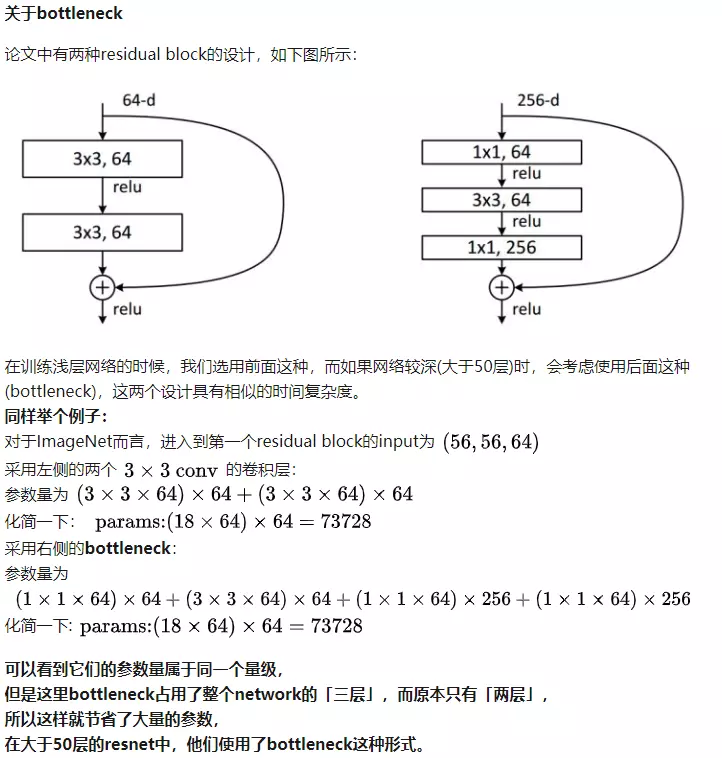 关于bottleneck
论文中有两种residual block的设计，如下图所示：
64-d
3x3, 64
relu
3x3, 64
relu
256-d
1x1, 64
relu
3x3, 64
relu
1x1, 256
relu
在训练浅层网络的时候，我们选用前面这种，而如果网络较深(大于50层)时，会考虑使用后面这种
(bottleneck)，这两个设计具有相似的时间复杂度。
同样举个例子：
对于ImageNet而言，进入到第一个residual block的input为 (56, 56, 64)
采用左侧的两个 3 × 3 conv 的卷积层：
参数量为 (3 × 3 × 64) × 64 + (3 × 3 × 64) × 64
化简一下： params:(18 × 64) × 64 = 73728
采用右侧的bottleneck：
参数量为
(1 × 1 × 64) × 64 + (3 × 3 × 64) × 64 + (1 × 1 × 64) × 256 + (1 × 1 × 64) × 256
化简一下: params:(18 × 64) × 64 = 73728
可以看到它们的参数量属于同一个量级，
但是这里bottleneck占用了整个network的「三层」，而原本只有「两层」，
所以这样就节省了大量的参数，
在大于50层的resnet中，他们使用了bottleneck这种形式。